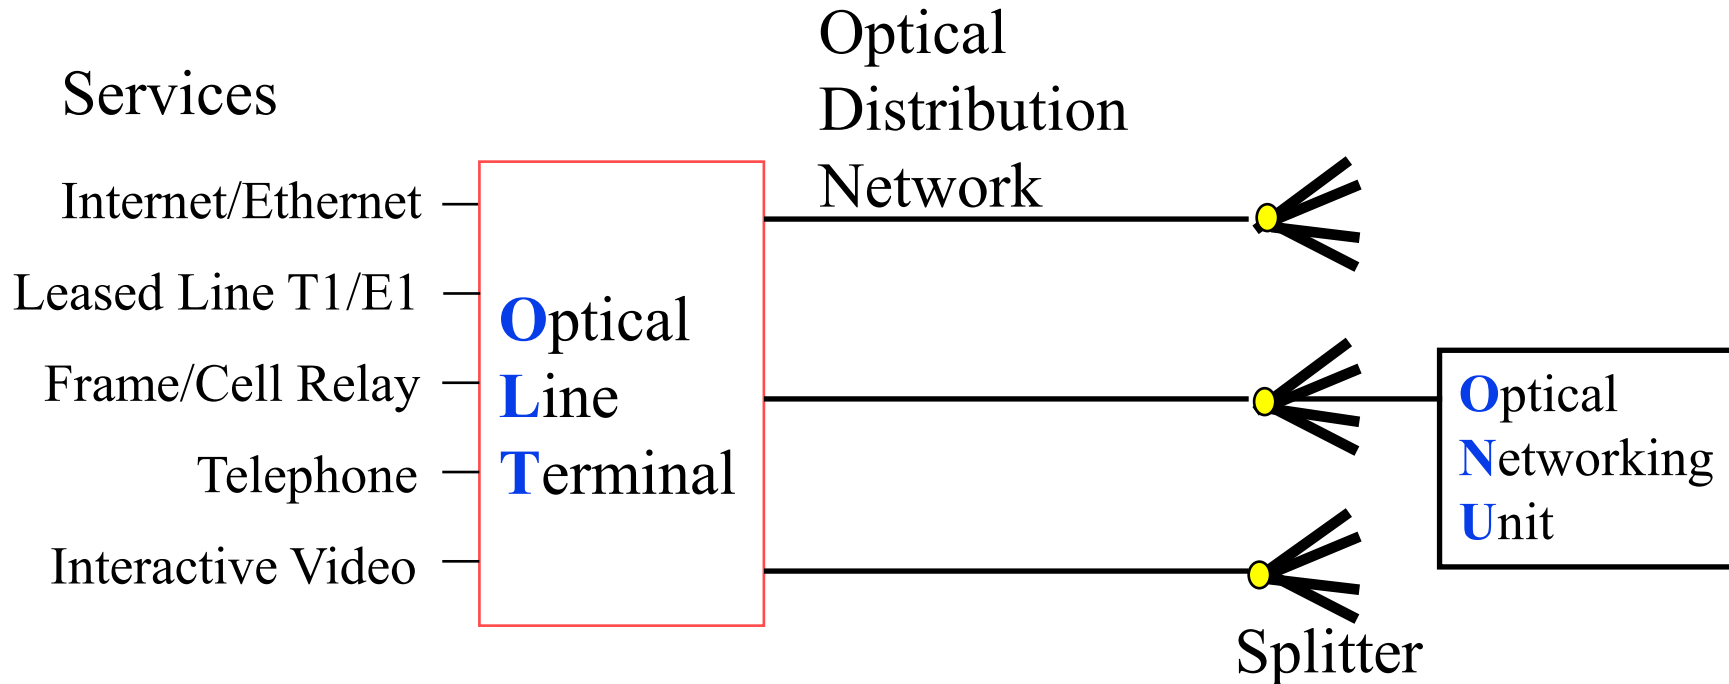 Services
Internet/Ethernet
Leased Line T1/E1
Frame/Cell Relay
Telephone
Interactive Video
Optical
Line
Terminal
Optical
Distribution
Network
Splitter
Optical
Networking
Unit